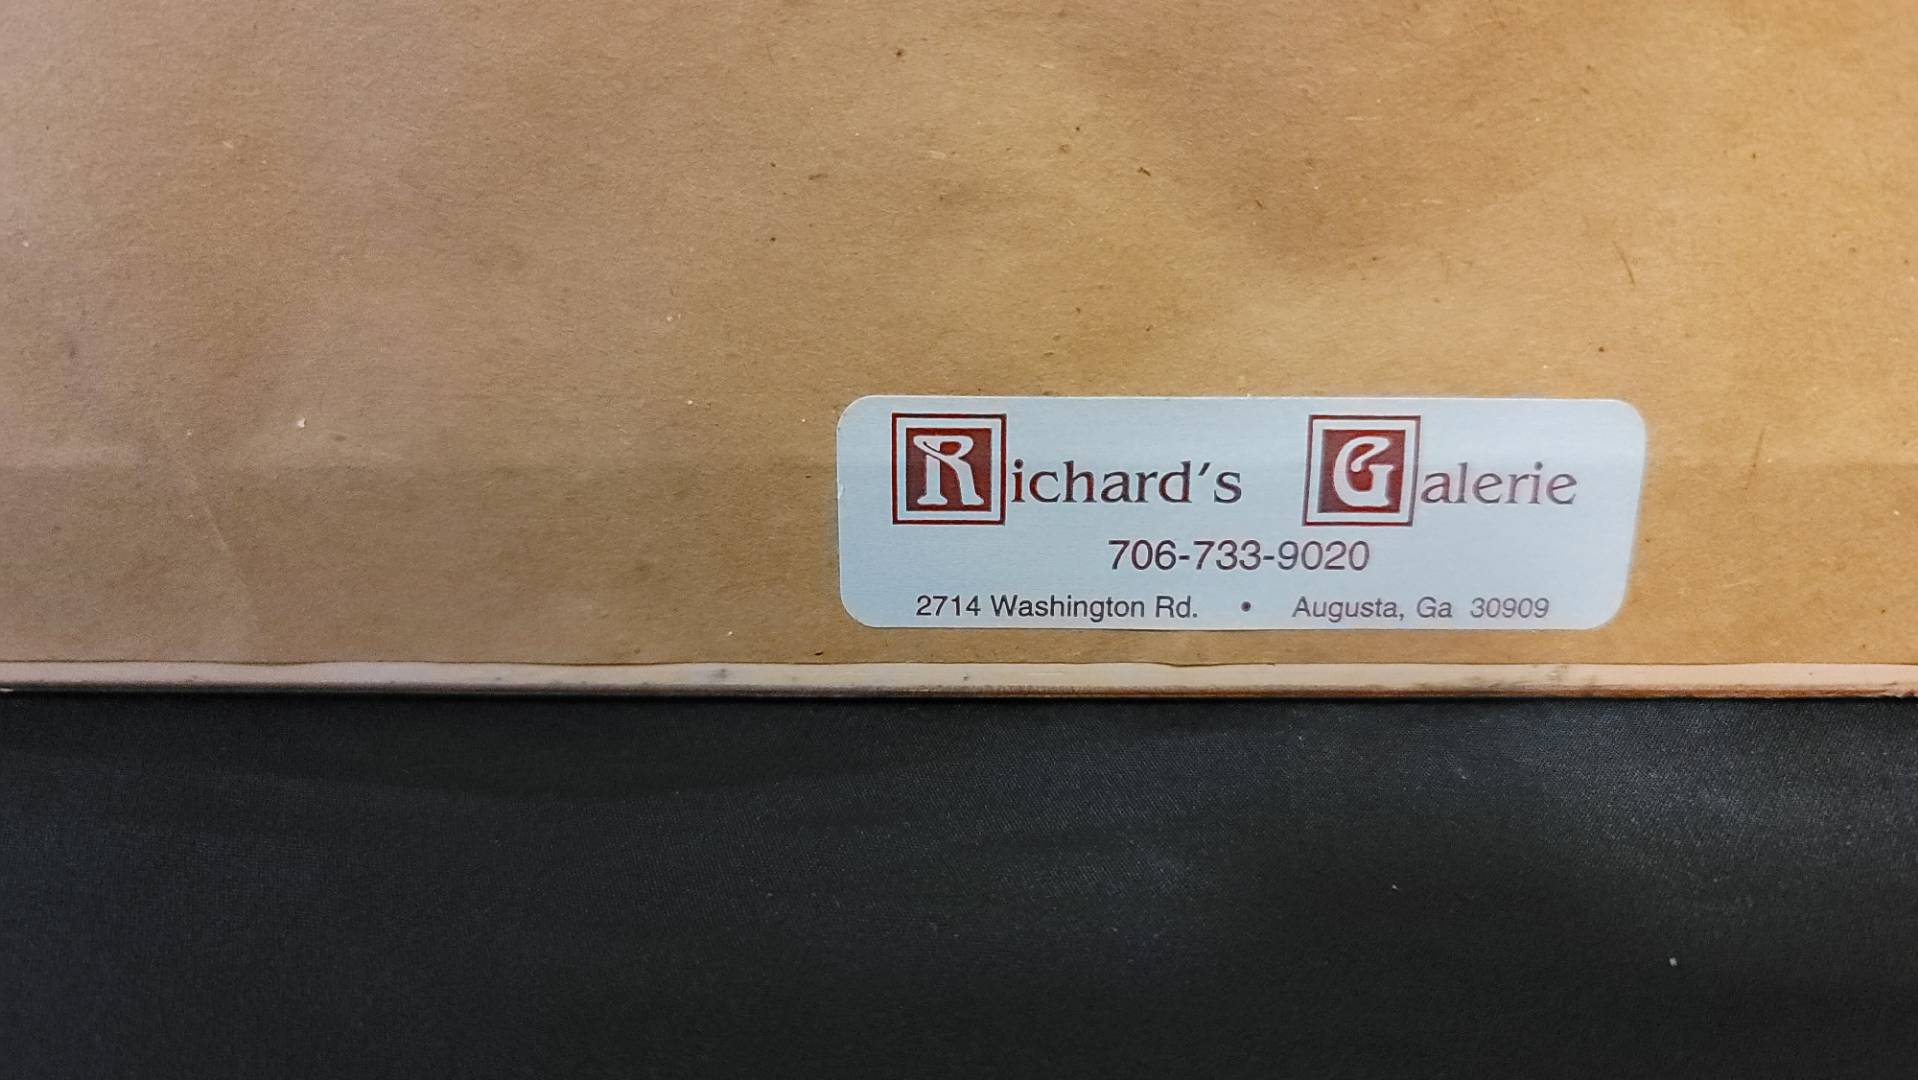 Richard's Galerie
706-733-9020
2714 Washington Rd. • Augusta, Ga 30909